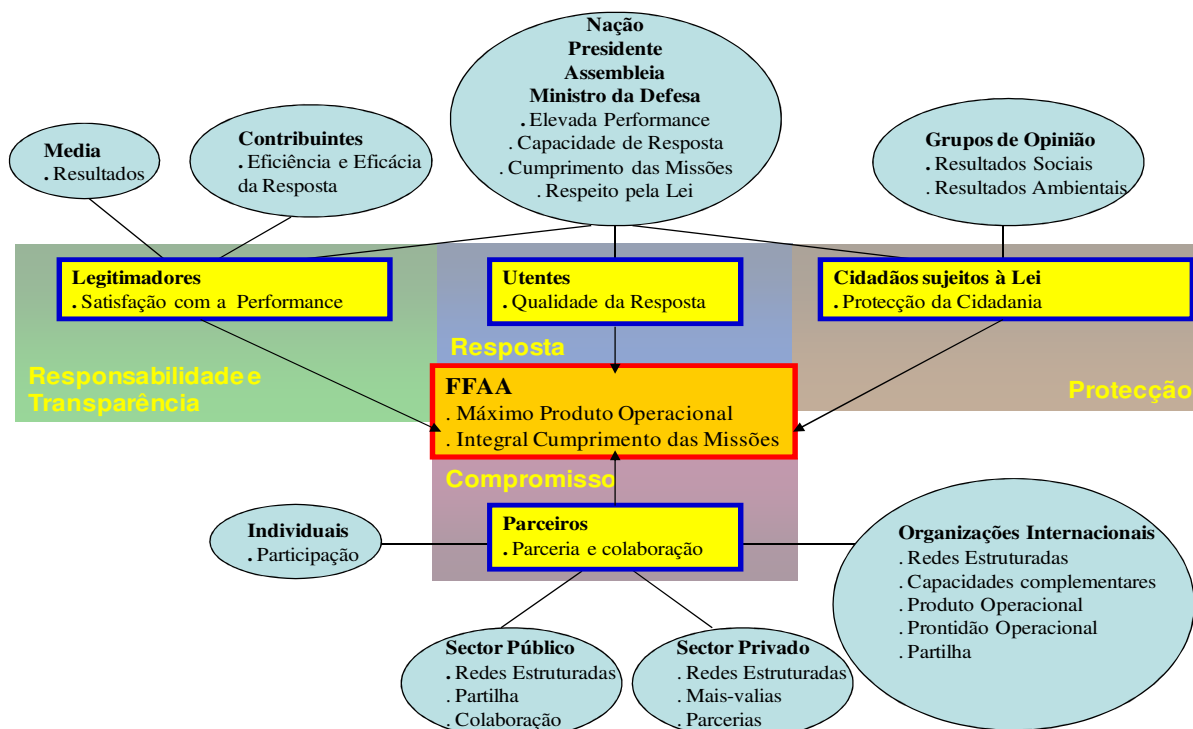 Nação
Presidente
Assembleia
Ministro da Defesa
. Elevada Performance
. Capacidade de Resposta
. Cumprimento das Missões
. Respeito pela Lei
Media
. Resultados
Contribuintes
. Eficiência e Eficácia
da Resposta
Grupos de Opinião
. Resultados Sociais
. Resultados Ambientais
Legitimadores
. Satisfação com a Performance
Utentes
. Qualidade da Resposta
Cidadãos sujeitos à Lei
. Protecção da Cidadania
Responsabilidade e
Transparência
Resposta
Protecção
FFAA
. Máximo Produto Operacional
. Integral Cumprimento das Missões
Compromisso
Individuais
. Participação
Parceiros
. Parceria e colaboração
Organizações Internacionais
. Redes Estruturadas
. Capacidades complementares
. Produto Operacional
. Prontidão Operacional
. Partilha
Sector Público
. Redes Estruturadas
. Partilha
. Colaboração
Sector Privado
. Redes Estruturadas
. Mais-valias
. Parcerias